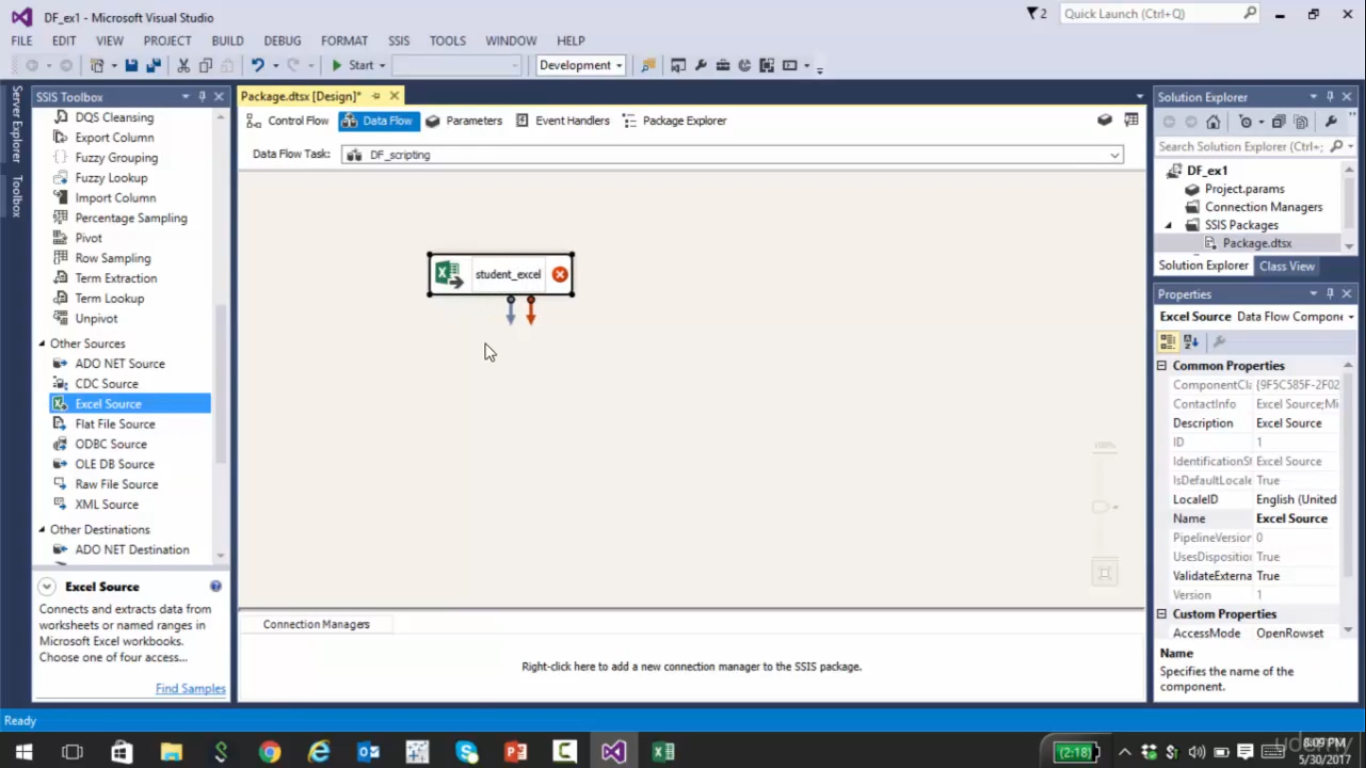 DF_ex1 - Microsoft Visual Studio
2
Quick Launch (Ctrl+Q)
FILE EDIT VIEW PROJECT BUILD DEBUG FORMAT SSIS TOOLS WINDOW HELP
Start
Development
Server Explorer
Toolbox
SSIS Toolbox
DQS Cleansing
Export Column
Fuzzy Grouping
Fuzzy Lookup
Import Column
Percentage Sampling
Pivot
Row Sampling
Term Extraction
Term Lookup
Unpivot
Other Sources
ADO NET Source
CDC Source
Excel Source
Flat File Source
ODBC Source
OLE DB Source
Raw File Source
XML Source
Other Destinations
ADO NET Destination
Excel Source
Connects and extracts data from
worksheets or named ranges in
Microsoft Excel workbooks.
Choose one of four access...
Find Samples
Package.dtsx [Design]*
Control Flow Data Flow Parameters Event Handlers Package Explorer
Data Flow Task: DF_scripting
student_excel
100%
Connection Managers
Right-click here to add a new connection manager to the SSIS package.
Solution Explorer
Search Solution Explorer (Ctrl+;
DF_ex1
Project.params
Connection Managers
SSIS Packages
Package.dtsx
Solution Explorer Class View
Properties
Excel Source Data Flow Compone
Common Properties
ComponentCla {9F5C585F-2F02
ContactInfo Excel Source;Mi
Description Excel Source
ID 1
IdentificationSt Excel Source
IsDefaultLocale True
LocaleID English (United
Name Excel Source
PipelineVersion 0
UsesDispositio True
ValidateExterna True
Version 1
Custom Properties
AccessMode OpenRowset
Name
Specifies the name of the
component.
Ready
(2:18)
8:09 PM
5/30/2017
udemy